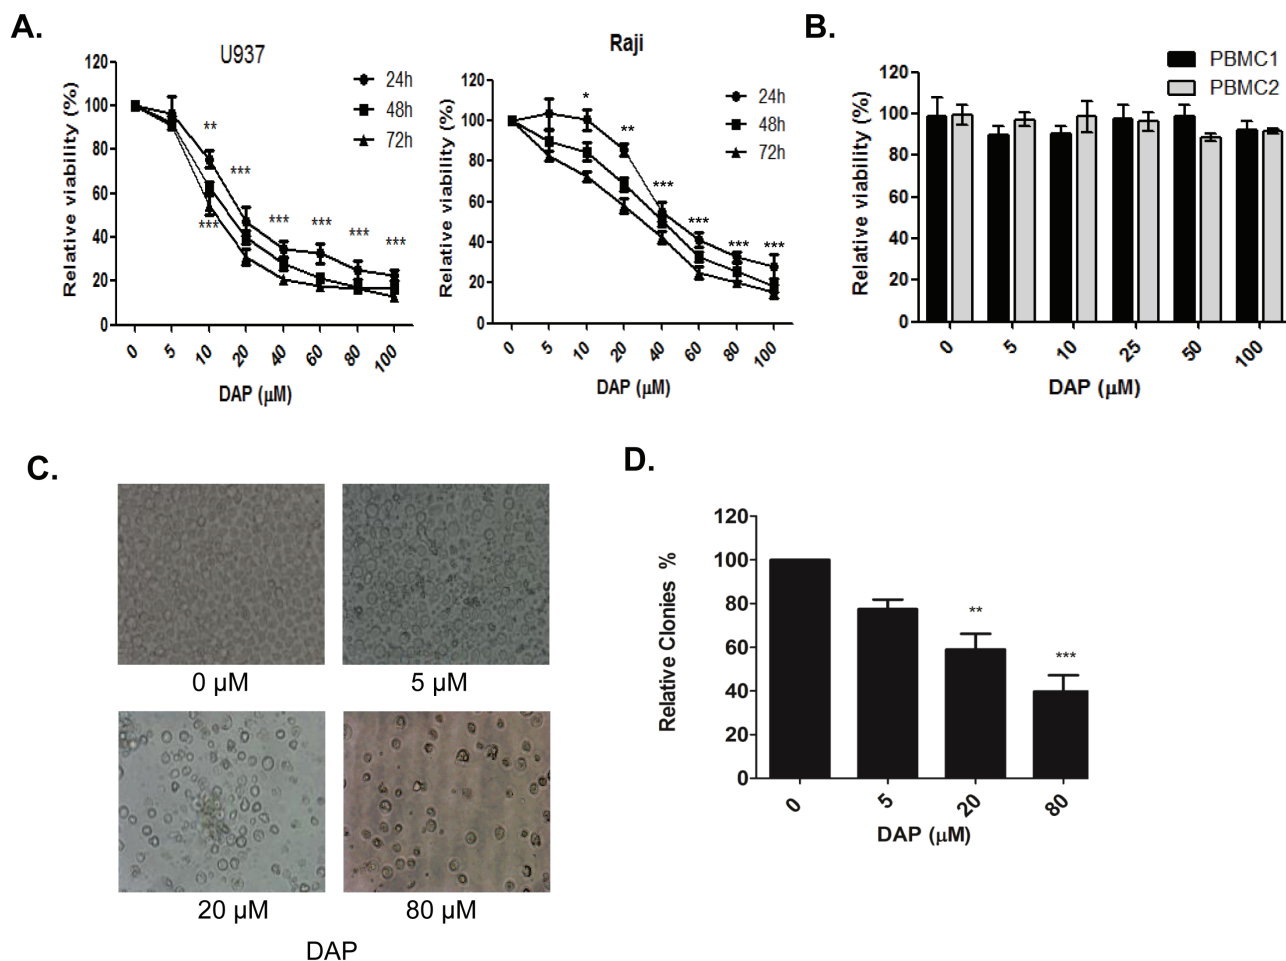 A.
U937
120
100
80
60
40
20
0
Relative viability (%)
24h
48h
72h
**
***
***
***
***
***
0 5 10 20 40 60 80 100
DAP (μM)
Raji
120
100
80
60
40
20
0
Relative viability (%)
24h
48h
72h
*
**
***
***
***
***
0 5 10 20 40 60 80 100
DAP (μM)
B.
PBMC1
PBMC2
120
100
80
60
40
20
0
Relative viability (%)
0 5 10 25 50 100
DAP (μM)
C.
0 μM
5 μM
20 μM
80 μM
DAP
D.
120
100
80
60
40
20
0
Relative Clonies %
**
***
0 5 20 80
DAP (μM)